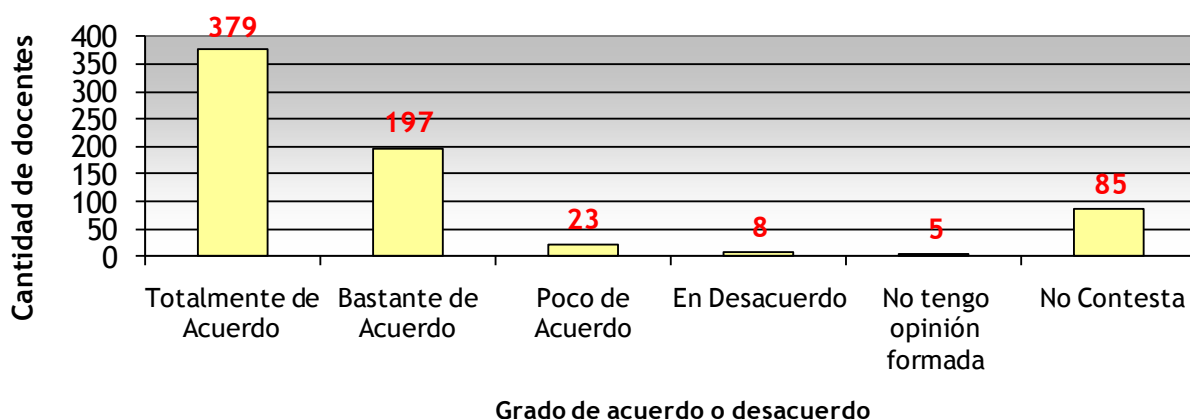 Cantidad de docentes
400
350
300
250
200
150
100
50
0
379
197
23
8
5
85
Totalmente de
Acuerdo
Bastante de
Acuerdo
Poco de
Acuerdo
En Desacuerdo
No tengo
opinión
formada
No Contesta
Grado de acuerdo o desacuerdo